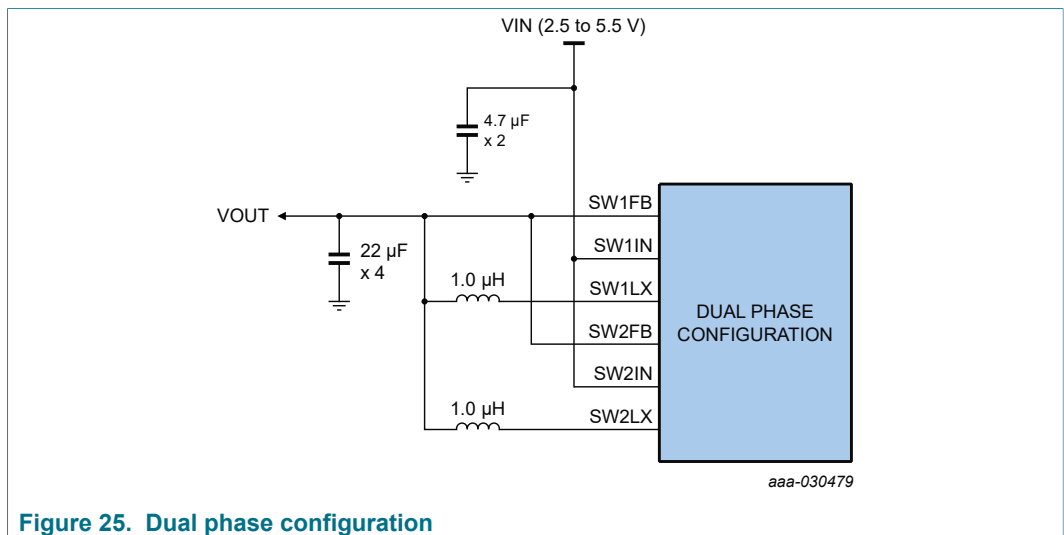 VIN (2.5 to 5.5 V)
4.7 µF
x 2
SW1FB
VOUT
22 µF
x 4
SW1IN
1.0 µH
SW1LX
DUAL PHASE
CONFIGURATION
SW2FB
SW2IN
1.0 µH
SW2LX
aaa-030479
Figure 25. Dual phase configuration